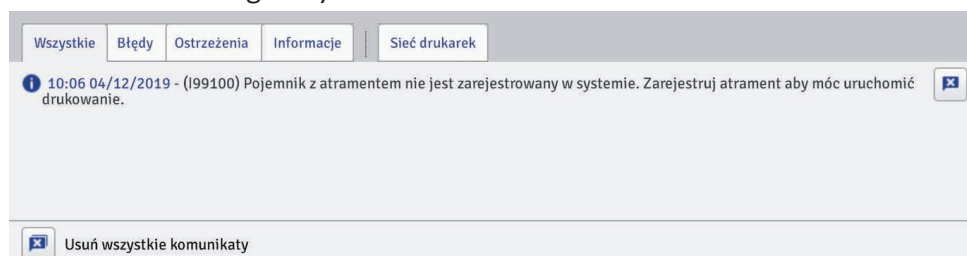 Wszystkie Błędy Ostrzeżenia Informacje Sieć drukarek
10:06 04/12/2019 - (I99100) Pojemnik z atramentem nie jest zarejestrowany w systemie. Zarejestruj atrament aby móc uruchomić
drukowanie.
Usuń wszystkie komunikaty